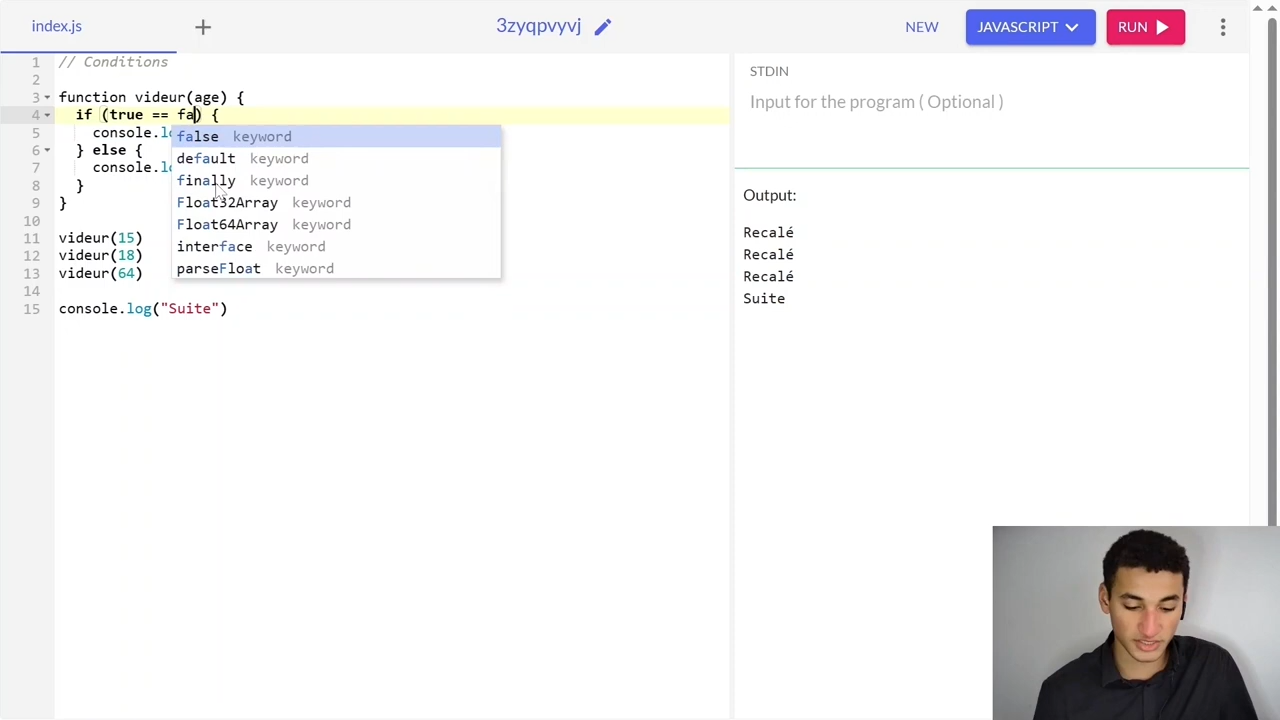 index.js
+
3zyqpvyvj
NEW
JAVASCRIPT
RUN
1 // Conditions
2
3 function videur(age) {
4 if (true == fa) {
5 console.lo
6 } else {
7 console.lo
8 }
9 }
10
11 videur(15)
12 videur(18)
13 videur(64)
14
15 console.log("Suite")
false keyword
default keyword
finally keyword
Float32Array keyword
Float64Array keyword
interface keyword
parseFloat keyword
STDIN
Input for the program ( Optional )
Output:
Recalé
Recalé
Recalé
Suite